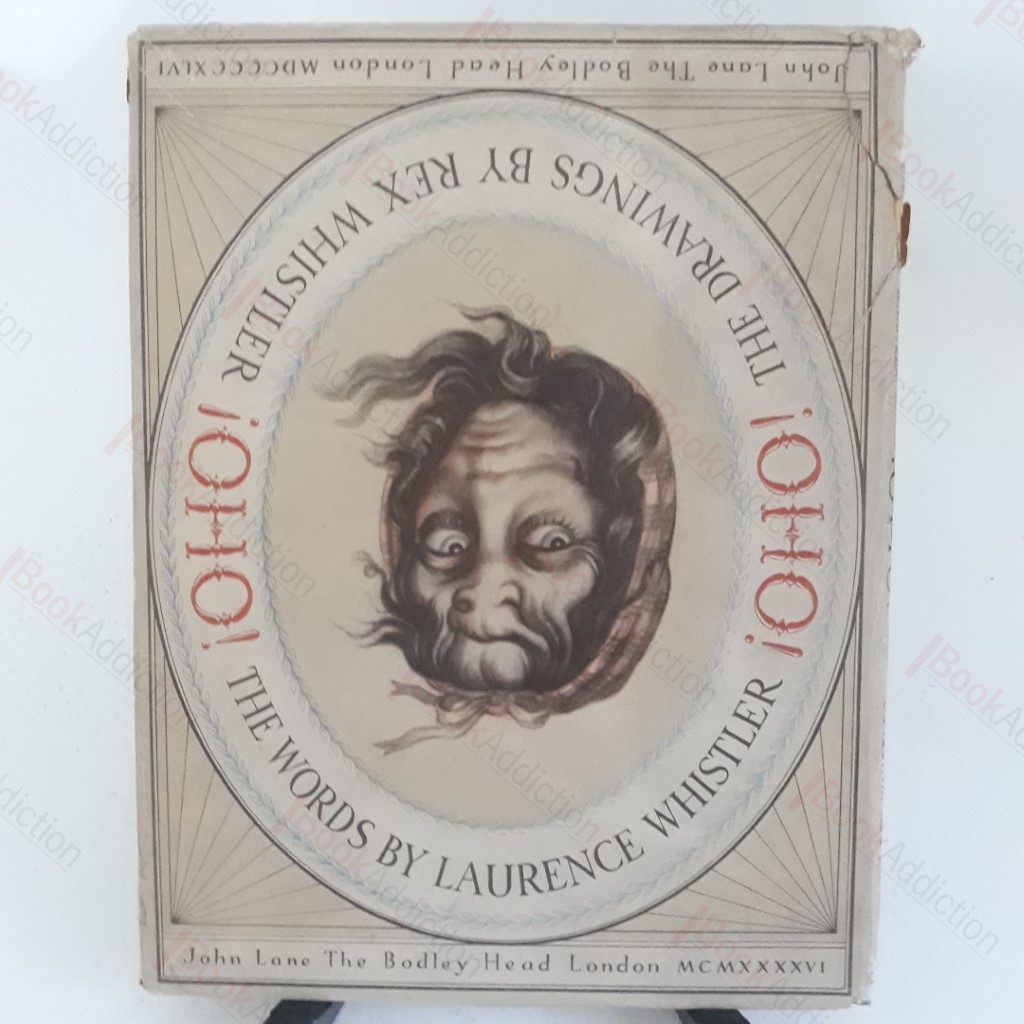 John Lane The Bodley Head London MDCCCCXLVI
¡OHO!
THE DRAWINGS BY REX WHISTLER
¡OHO!
THE WORDS BY LAURENCE WHISTLER
John Lane The Bodley Head London MCMXXXXVI
BookAddiction